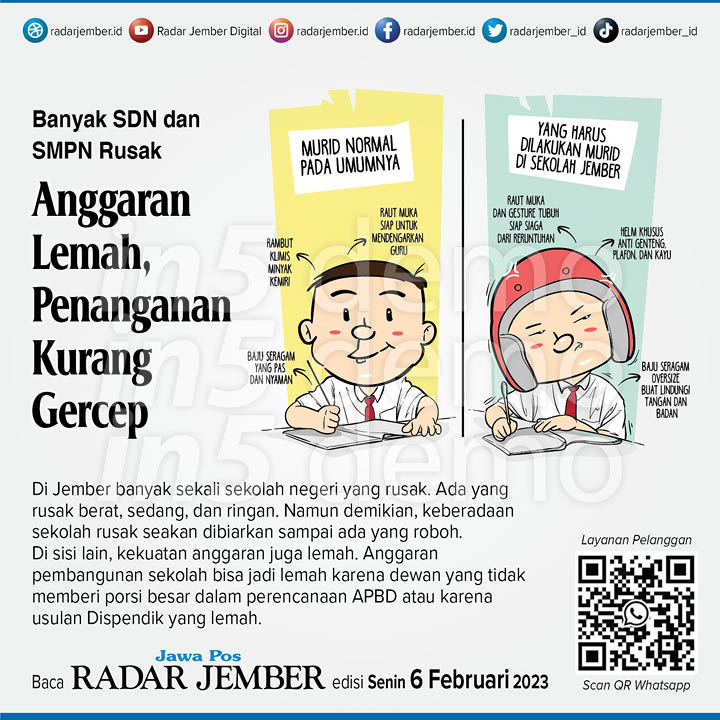 radarjember.id
Radar Jember Digital
radarjember.id
radarjember.id
radarjember_id
radarjember_id
Banyak SDN dan
SMPN Rusak
Anggaran
Lemah,
Penanganan
Kurang
Gercep
MURID NORMAL
PADA UMUMNYA
RAUT MUKA
SIAP UNTUK
MENDENGARKAN
GURU
RAMBUT
KLIMIS
MINYAK
KEMIRI
BAJU SERAGAM
YANG PAS
DAN NYAMAN
YANG HARUS
DILAKUKAN MURID
DI SEKOLAH JEMBER
RAUT MUKA
DAN GESTURE TUBUH
SIAP SIAGA
DARI RERUNTUHAN
HELM KHUSUS
ANTI GENTENG,
PLAFON, DAN KAYU
BAJU SERAGAM
OVERSIZE
BUAT LINDUNGI
TANGAN DAN
BADAN
in5 demo
in5 demo
in5 demo
in5 demo
Di Jember banyak sekali sekolah negeri yang rusak. Ada yang
rusak berat, sedang, dan ringan. Namun demikian, keberadaan
sekolah rusak seakan dibiarkan sampai ada yang roboh.
Di sisi lain, kekuatan anggaran juga lemah. Anggaran
pembangunan sekolah bisa jadi lemah karena dewan yang tidak
memberi porsi besar dalam perencanaan APBD atau karena
usulan Dispendik yang lemah.
Layanan Pelanggan
Scan QR Whatsapp
Jawa Pos
Baca RADAR JEMBER edisi Senin 6 Februari 2023